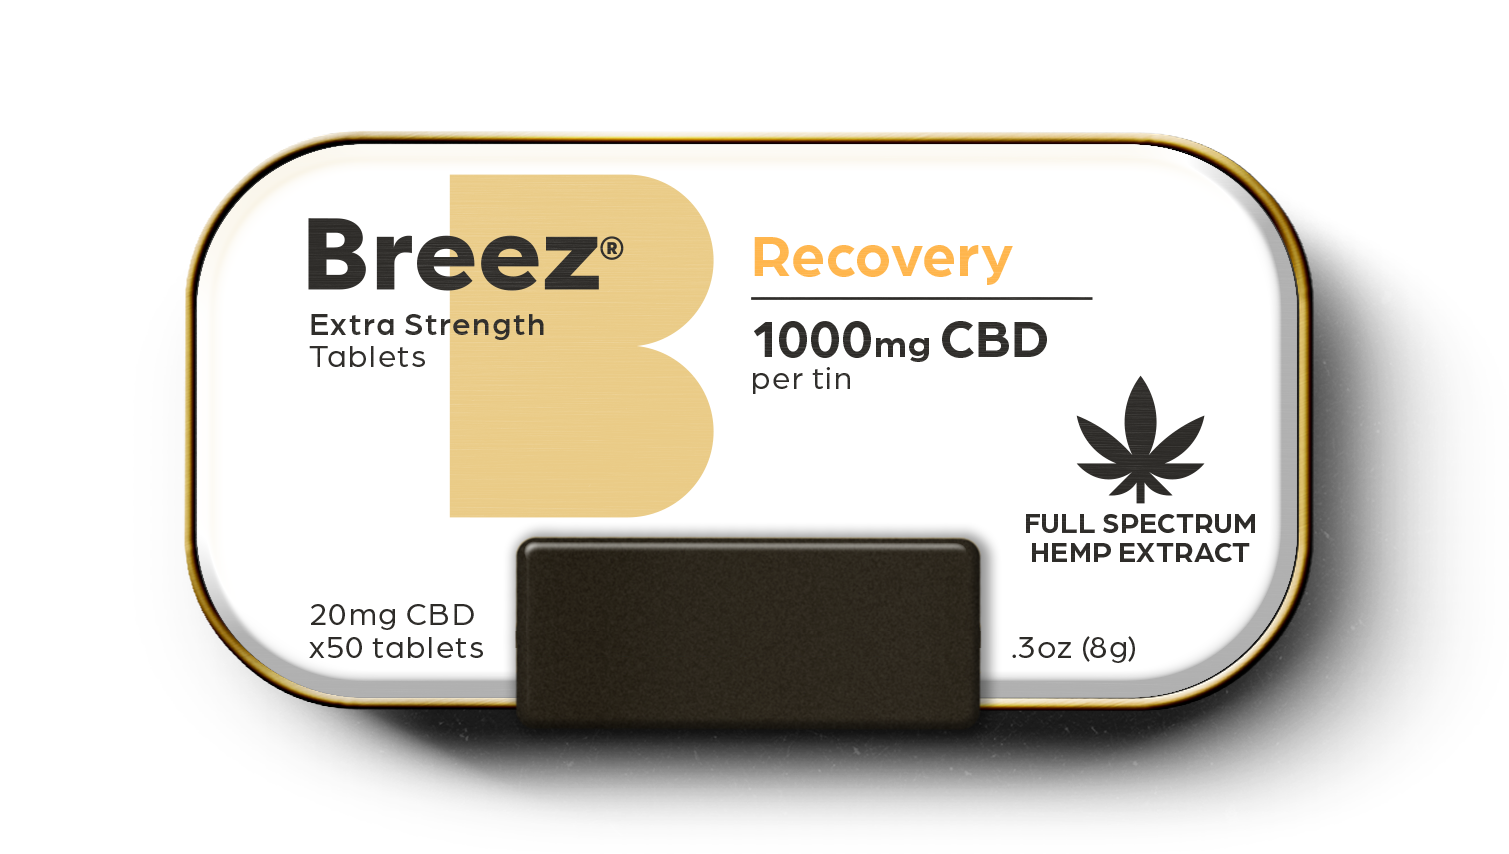 Breez®
Extra Strength
Tablets
Recovery
1000mg CBD
per tin
FULL SPECTRUM
HEMP EXTRACT
20mg CBD
x50 tablets
.3oz (8g)